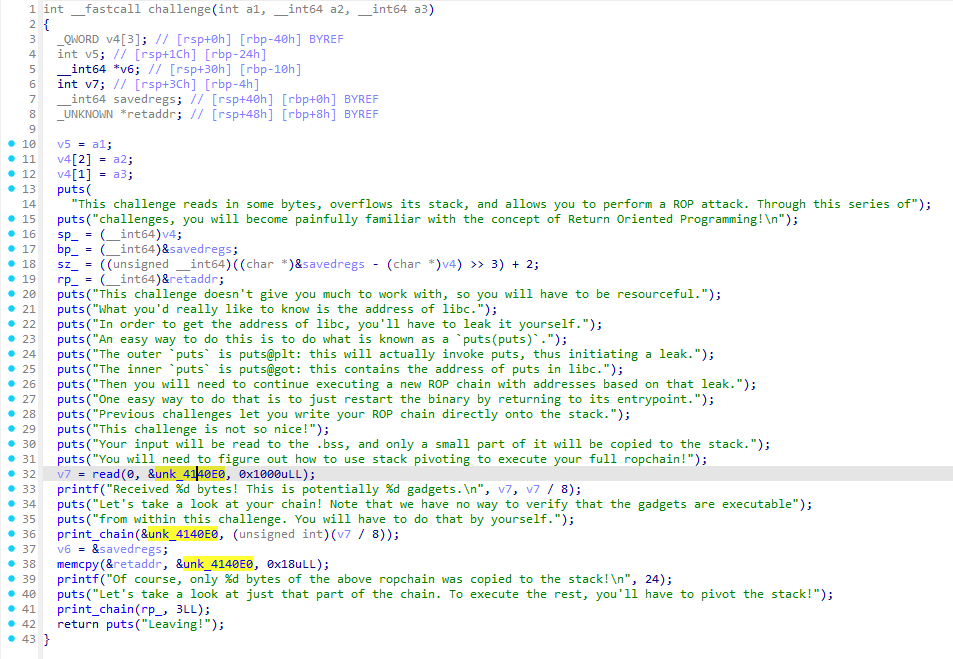 1 int __fastcall challenge(int a1, __int64 a2, __int64 a3)
2 {
3 _QWORD v4[3]; // [rsp+0h] [rbp-40h] BYREF
4 int v5; // [rsp+1Ch] [rbp-24h]
5 __int64 *v6; // [rsp+30h] [rbp-10h]
6 int v7; // [rsp+3Ch] [rbp-4h]
7 __int64 savedregs; // [rsp+40h] [rbp+0h] BYREF
8 _UNKNOWN *retaddr; // [rsp+48h] [rbp+8h] BYREF
9
10 v5 = a1;
11 v4[2] = a2;
12 v4[1] = a3;
13 puts(
14 "This challenge reads in some bytes, overflows its stack, and allows you to perform a ROP attack. Through this series of");
15 puts("challenges, you will become painfully familiar with the concept of Return Oriented Programming!\n");
16 sp_ = (__int64)v4;
17 bp_ = (__int64)&savedregs;
18 sz_ = ((unsigned __int64)((char *)&savedregs - (char *)v4) >> 3) + 2;
19 rp_ = (__int64)&retaddr;
20 puts("This challenge doesn't give you much to work with, so you will have to be resourceful.");
21 puts("What you'd really like to know is the address of libc.");
22 puts("In order to get the address of libc, you'll have to leak it yourself.");
23 puts("An easy way to do this is to do what is known as a `puts(puts)`.");
24 puts("The outer `puts` is puts@plt: this will actually invoke puts, thus initiating a leak.");
25 puts("The inner `puts` is puts@got: this contains the address of puts in libc.");
26 puts("Then you will need to continue executing a new ROP chain with addresses based on that leak.");
27 puts("One easy way to do that is to just restart the binary by returning to its entrypoint.");
28 puts("Previous challenges let you write your ROP chain directly onto the stack.");
29 puts("This challenge is not so nice!");
30 puts("Your input will be read to the .bss, and only a small part of it will be copied to the stack.");
31 puts("You will need to figure out how to use stack pivoting to execute your full ropchain!");
32 v7 = read(0, &unk_4140E0, 0x1000uLL);
33 printf("Received %d bytes! This is potentially %d gadgets.\n", v7, v7 / 8);
34 puts("Let's take a look at your chain! Note that we have no way to verify that the gadgets are executable");
35 puts("from within this challenge. You will have to do that by yourself.");
36 print_chain(&unk_4140E0, (unsigned int)(v7 / 8));
37 v6 = &savedregs;
38 memcpy(&retaddr, &unk_4140E0, 0x18uLL);
39 printf("Of course, only %d bytes of the above ropchain was copied to the stack!\n", 24);
40 puts("Let's take a look at just that part of the chain. To execute the rest, you'll have to pivot the stack!");
41 print_chain(rp_, 3LL);
42 return puts("Leaving!");
43 }